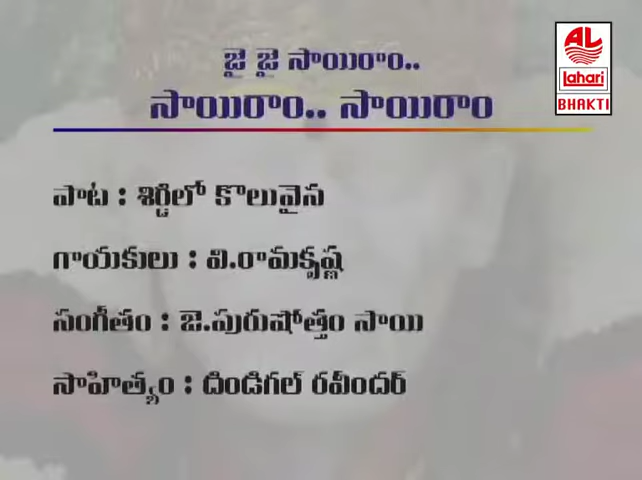 జై జై సాయిరాం..
సాయిరాం.. సాయిరాం
పాట : శిర్డిలో కొలువైన
గాయకులు : వి.రామకృష్ణ
సంగీతం : జె.పురుషోత్తం సాయి
సాహిత్యం : దిండిగల్ రవీందర్
AL
lahari
BHAKTI